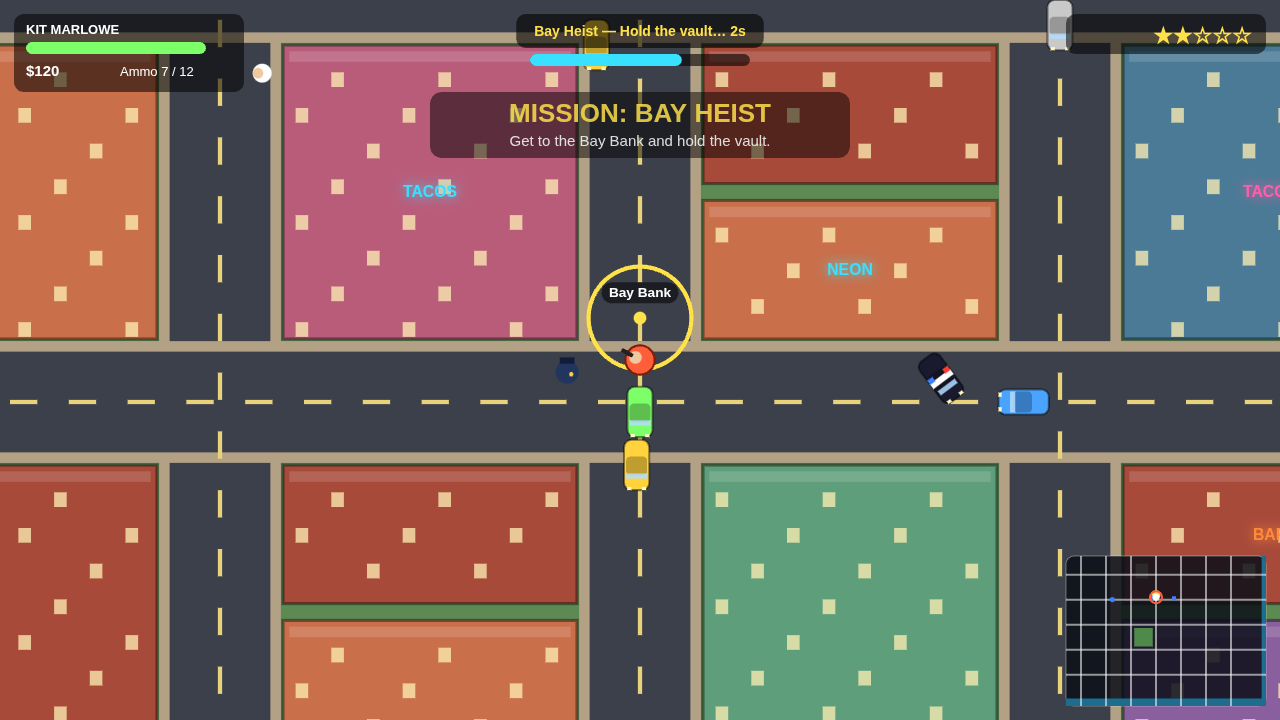 KIT MARLOWE
$120
Ammo 7 / 12
Bay Heist — Hold the vault… 2s
★★☆☆☆
MISSION: BAY HEIST
Get to the Bay Bank and hold the vault.
TACOS
NEON
Bay Bank